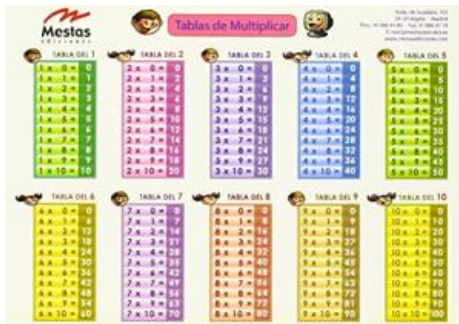 Mestas
ediciones
Tablas de Multiplicar
TABLA DEL 1
1 x 0 = 0
1 x 1 = 1
1 x 2 = 2
1 x 3 = 3
1 x 4 = 4
1 x 5 = 5
1 x 6 = 6
1 x 7 = 7
1 x 8 = 8
1 x 9 = 9
1 x 10 = 10
TABLA DEL 2
2 x 0 = 0
2 x 1 = 2
2 x 2 = 4
2 x 3 = 6
2 x 4 = 8
2 x 5 = 10
2 x 6 = 12
2 x 7 = 14
2 x 8 = 16
2 x 9 = 18
2 x 10 = 20
TABLA DEL 3
3 x 0 = 0
3 x 1 = 3
3 x 2 = 6
3 x 3 = 9
3 x 4 = 12
3 x 5 = 15
3 x 6 = 18
3 x 7 = 21
3 x 8 = 24
3 x 9 = 27
3 x 10 = 30
TABLA DEL 4
4 x 0 = 0
4 x 1 = 4
4 x 2 = 8
4 x 3 = 12
4 x 4 = 16
4 x 5 = 20
4 x 6 = 24
4 x 7 = 28
4 x 8 = 32
4 x 9 = 36
4 x 10 = 40
TABLA DEL 5
5 x 0 = 0
5 x 1 = 5
5 x 2 = 10
5 x 3 = 15
5 x 4 = 20
5 x 5 = 25
5 x 6 = 30
5 x 7 = 35
5 x 8 = 40
5 x 9 = 45
5 x 10 = 50
TABLA DEL 6
6 x 0 = 0
6 x 1 = 6
6 x 2 = 12
6 x 3 = 18
6 x 4 = 24
6 x 5 = 30
6 x 6 = 36
6 x 7 = 42
6 x 8 = 48
6 x 9 = 54
6 x 10 = 60
TABLA DEL 7
7 x 0 = 0
7 x 1 = 7
7 x 2 = 14
7 x 3 = 21
7 x 4 = 28
7 x 5 = 35
7 x 6 = 42
7 x 7 = 49
7 x 8 = 56
7 x 9 = 63
7 x 10 = 70
TABLA DEL 8
8 x 0 = 0
8 x 1 = 8
8 x 2 = 16
8 x 3 = 24
8 x 4 = 32
8 x 5 = 40
8 x 6 = 48
8 x 7 = 56
8 x 8 = 64
8 x 9 = 72
8 x 10 = 80
TABLA DEL 9
9 x 0 = 0
9 x 1 = 9
9 x 2 = 18
9 x 3 = 27
9 x 4 = 36
9 x 5 = 45
9 x 6 = 54
9 x 7 = 63
9 x 8 = 72
9 x 9 = 81
9 x 10 = 90
TABLA DEL 10
10 x 0 = 0
10 x 1 = 10
10 x 2 = 20
10 x 3 = 30
10 x 4 = 40
10 x 5 = 50
10 x 6 = 60
10 x 7 = 70
10 x 8 = 80
10 x 9 = 90
10 x 10 = 100